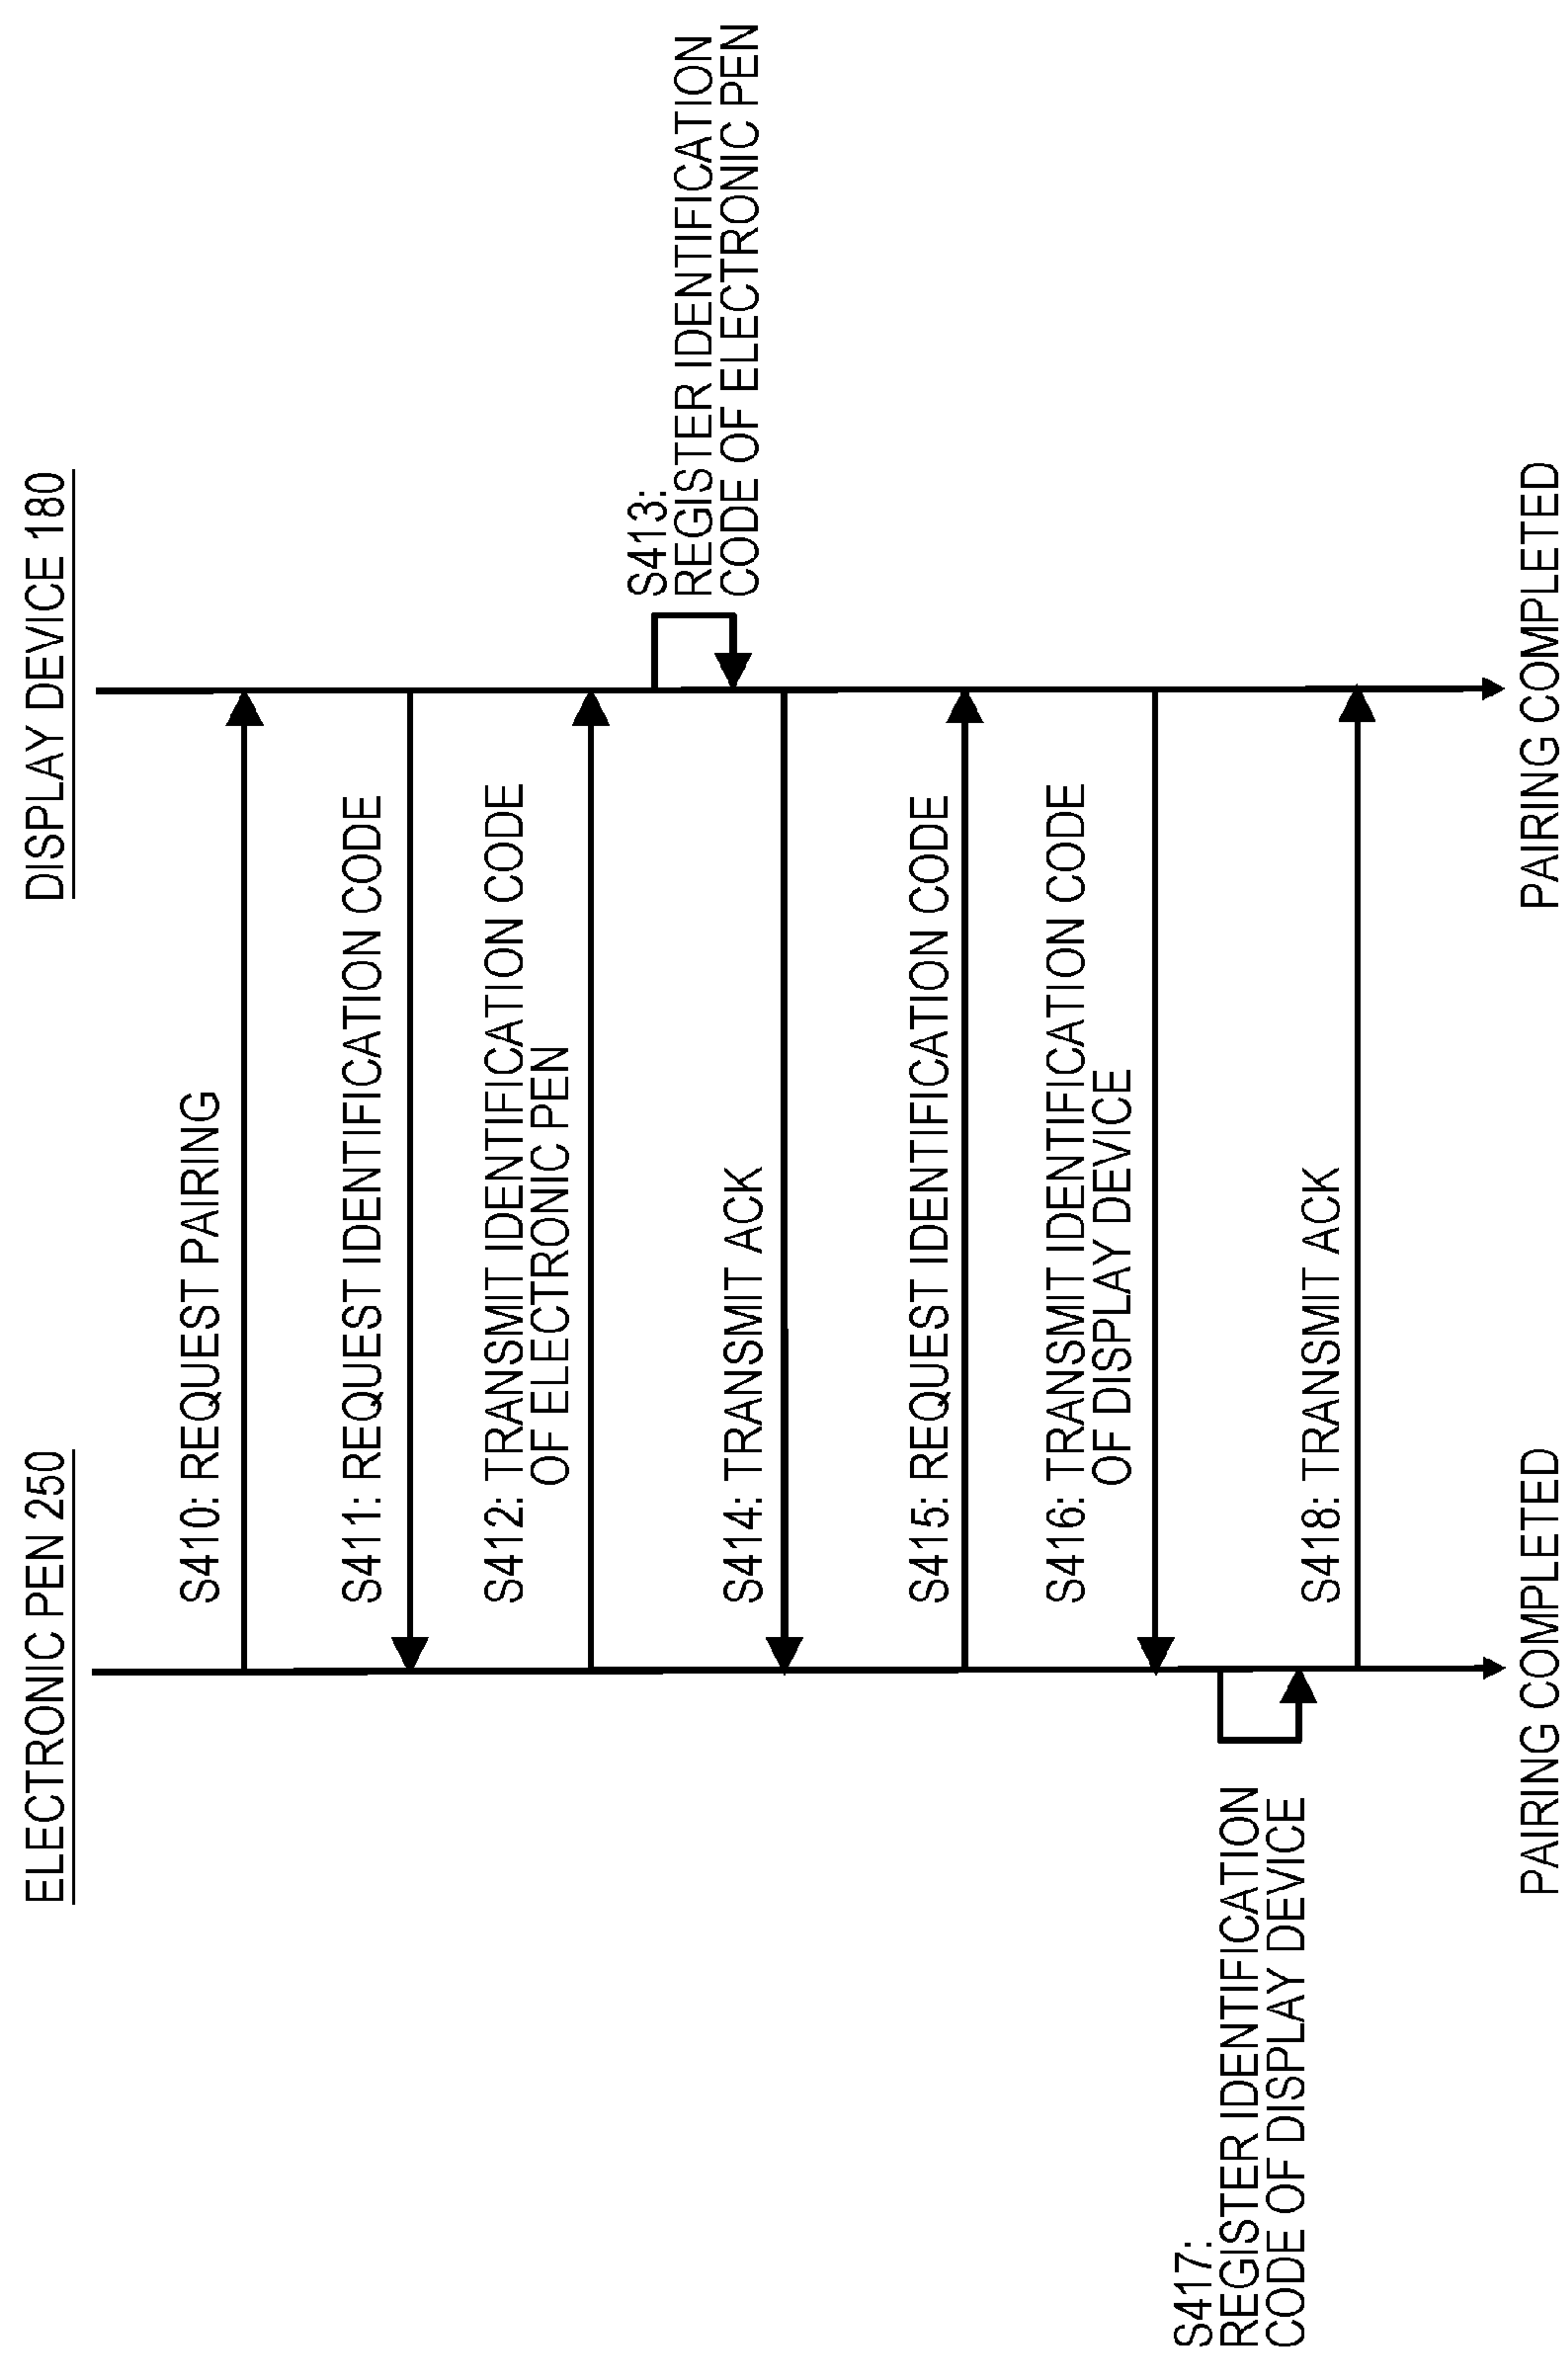 ELECTRONIC PEN 250
DISPLAY DEVICE 180
S410: REQUEST PAIRING
S411: REQUEST IDENTIFICATION CODE
S412: TRANSMIT IDENTIFICATION CODE
OF ELECTRONIC PEN
S413:
REGISTER IDENTIFICATION
CODE OF ELECTRONIC PEN
S414: TRANSMIT ACK
S415: REQUEST IDENTIFICATION CODE
S416: TRANSMIT IDENTIFICATION CODE
OF DISPLAY DEVICE
S417:
REGISTER IDENTIFICATION
CODE OF DISPLAY DEVICE
S418: TRANSMIT ACK
PAIRING COMPLETED
PAIRING COMPLETED